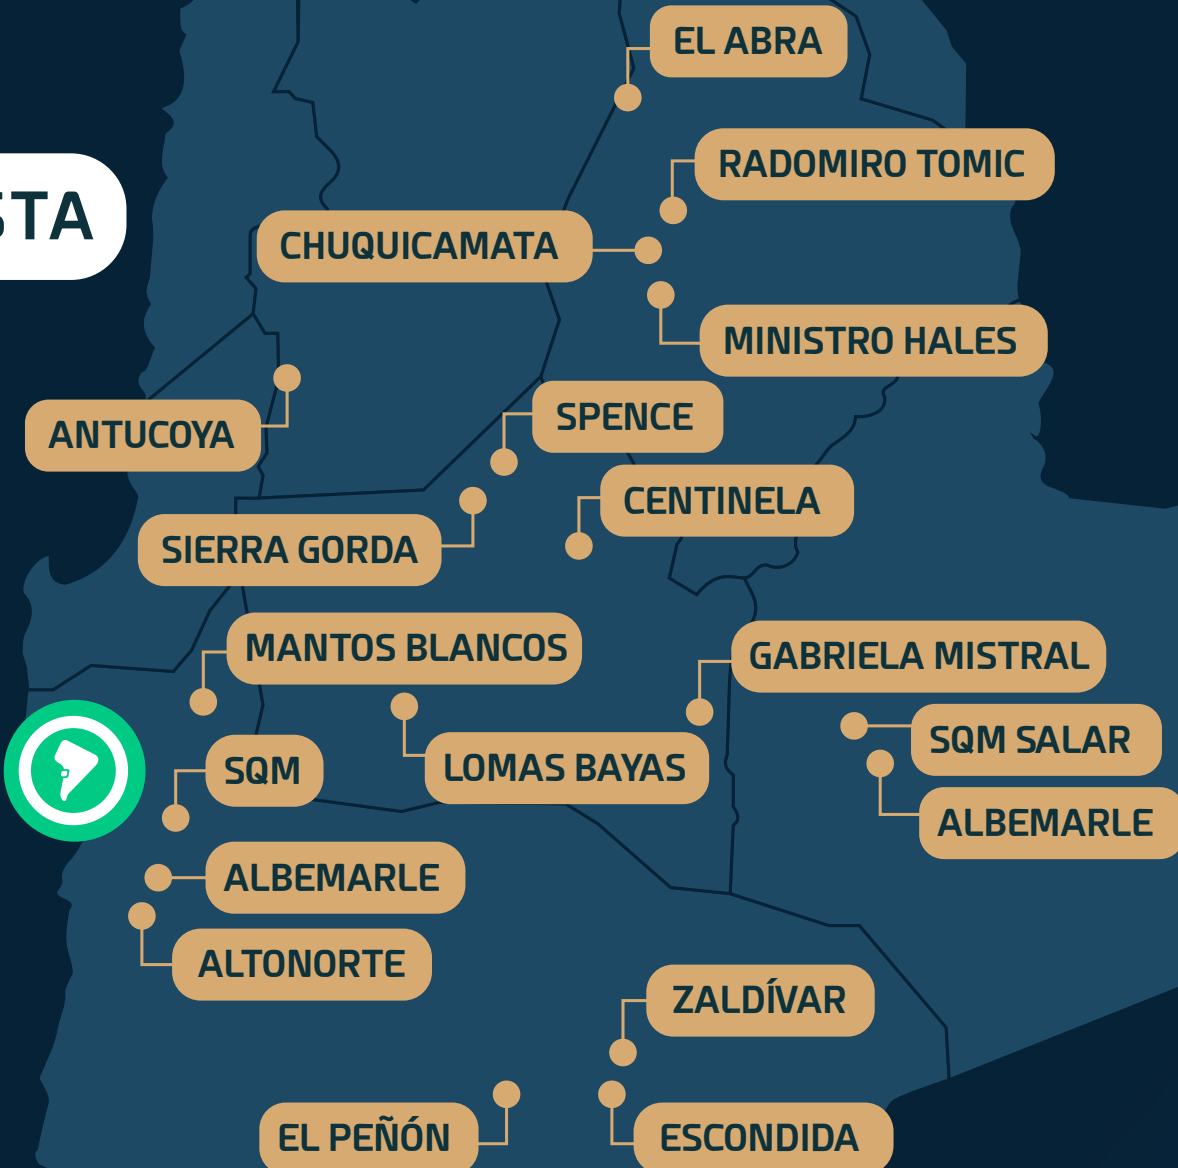 EL ABRA
RADOMIRO TOMIC
STA
CHUQUICAMATA
MINISTRO HALES
SPENCE
ANTUCOYA
CENTINELA
SIERRA GORDA
MANTOS BLANCOS
GABRIELA MISTRAL
SQM SALAR
LOMAS BAYAS
SQM
ALBEMARLE
ALBEMARLE
ALTONORTE
ZALDÍVAR
EL PEÑÓN
ESCONDIDA